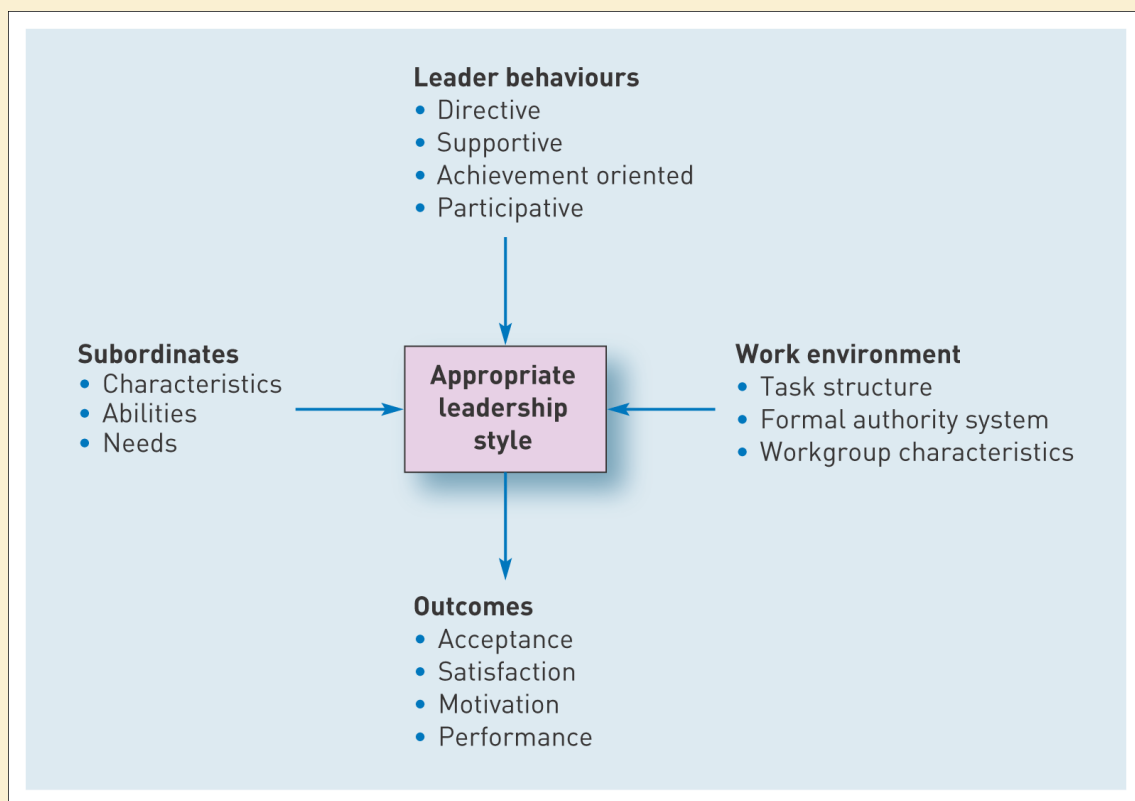 Leader behaviours
• Directive
• Supportive
• Achievement oriented
• Participative
Subordinates
• Characteristics
• Abilities
• Needs
Appropriate
leadership
style
Work environment
• Task structure
• Formal authority system
• Workgroup characteristics
Outcomes
• Acceptance
• Satisfaction
• Motivation
• Performance